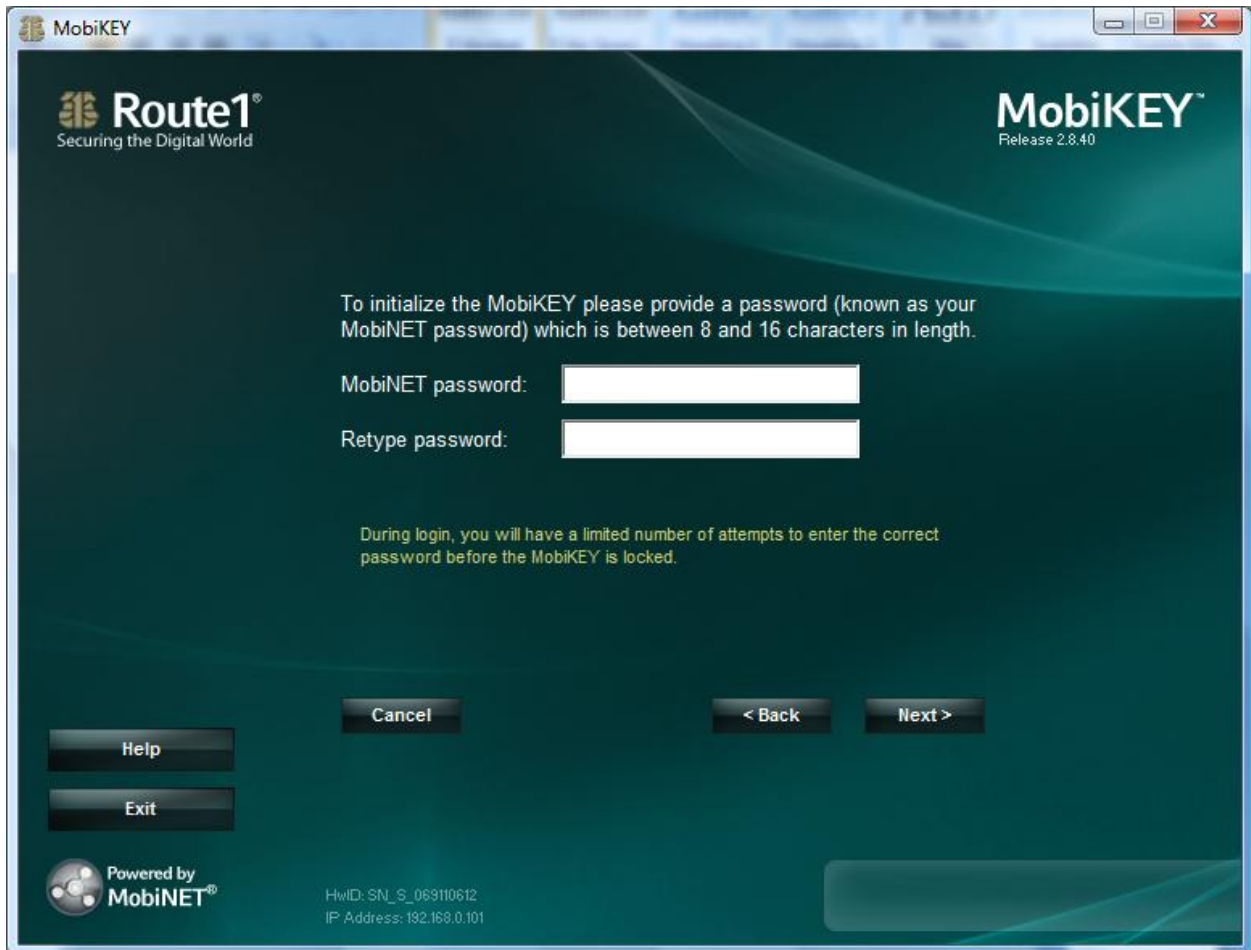 MobiKEY
Route1®
Securing the Digital World
MobiKEY™
Release 2.8.40
To initialize the MobiKEY please provide a password (known as your
MobiNET password) which is between 8 and 16 characters in length.
MobiNET password:
Retype password:
During login, you will have a limited number of attempts to enter the correct
password before the MobiKEY is locked.
Cancel
< Back
Next >
Help
Exit
Powered by
MobiNET®
HwID: SN_S_069110612
IP Address: 192.168.0.101